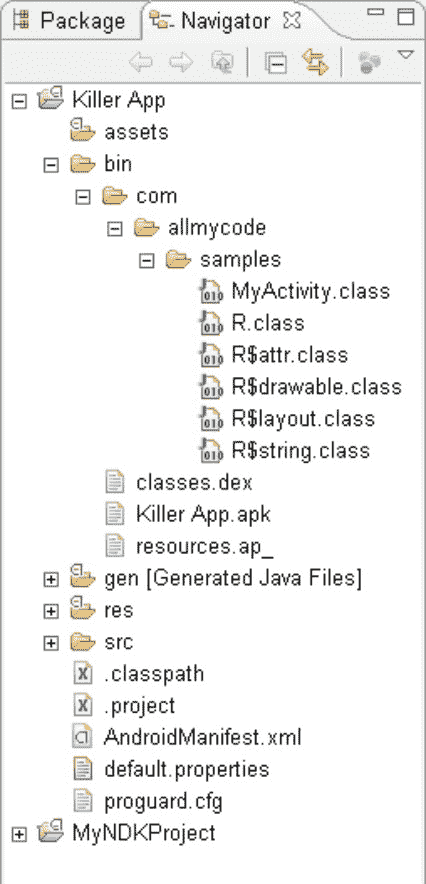 Package Navigator
Killer App
assets
bin
com
allmycode
samples
MyActivity.class
R.class
R$attr.class
R$drawable.class
R$layout.class
R$string.class
classes.dex
Killer App.apk
resources.ap_
gen [Generated Java Files]
res
src
.classpath
.project
AndroidManifest.xml
default.properties
proguard.cfg
MyNDKProject